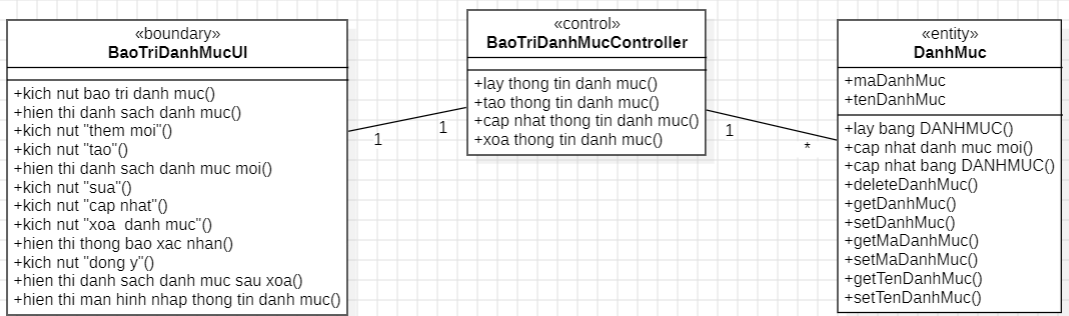 «boundary»
BaoTriDanhMucUI
+kich nut bao tri danh muc()
+hien thi danh sach danh muc()
+kich nut "them moi"()
+kich nut "tao"()
+hien thi danh sach danh muc moi()
+kich nut "sua"()
+kich nut "cap nhat"()
+kich nut "xoa  danh muc"()
+hien thi thong bao xac nhan()
+kich nut "dong y"()
+hien thi danh sach danh muc sau xoa()
+hien thi man hinh nhap thong tin danh muc()
1
1
«control»
BaoTriDanhMucController
+lay thong tin danh muc()
+tao thong tin danh muc()
+cap nhat thong tin danh muc()
+xoa thong tin danh muc()
1
*
«entity»
DanhMuc
+maDanhMuc
+tenDanhMuc
+lay bang DANHMUC()
+cap nhat danh muc moi()
+cap nhat bang DANHMUC()
+deleteDanhMuc()
+getDanhMuc()
+setDanhMuc()
+getMaDanhMuc()
+setMaDanhMuc()
+getTenDanhMuc()
+setTenDanhMuc()